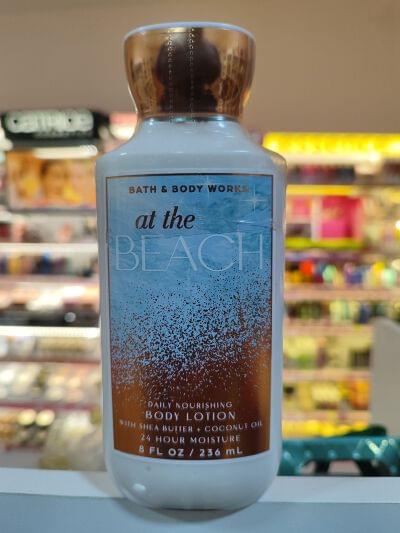 CATRICE
BATH & BODY WORKS
at the
BEACH
DAILY NOURISHING
BODY LOTION
WITH SHEA BUTTER + COCONUT OIL
24 HOUR MOISTURE
8 FL OZ / 236 mL